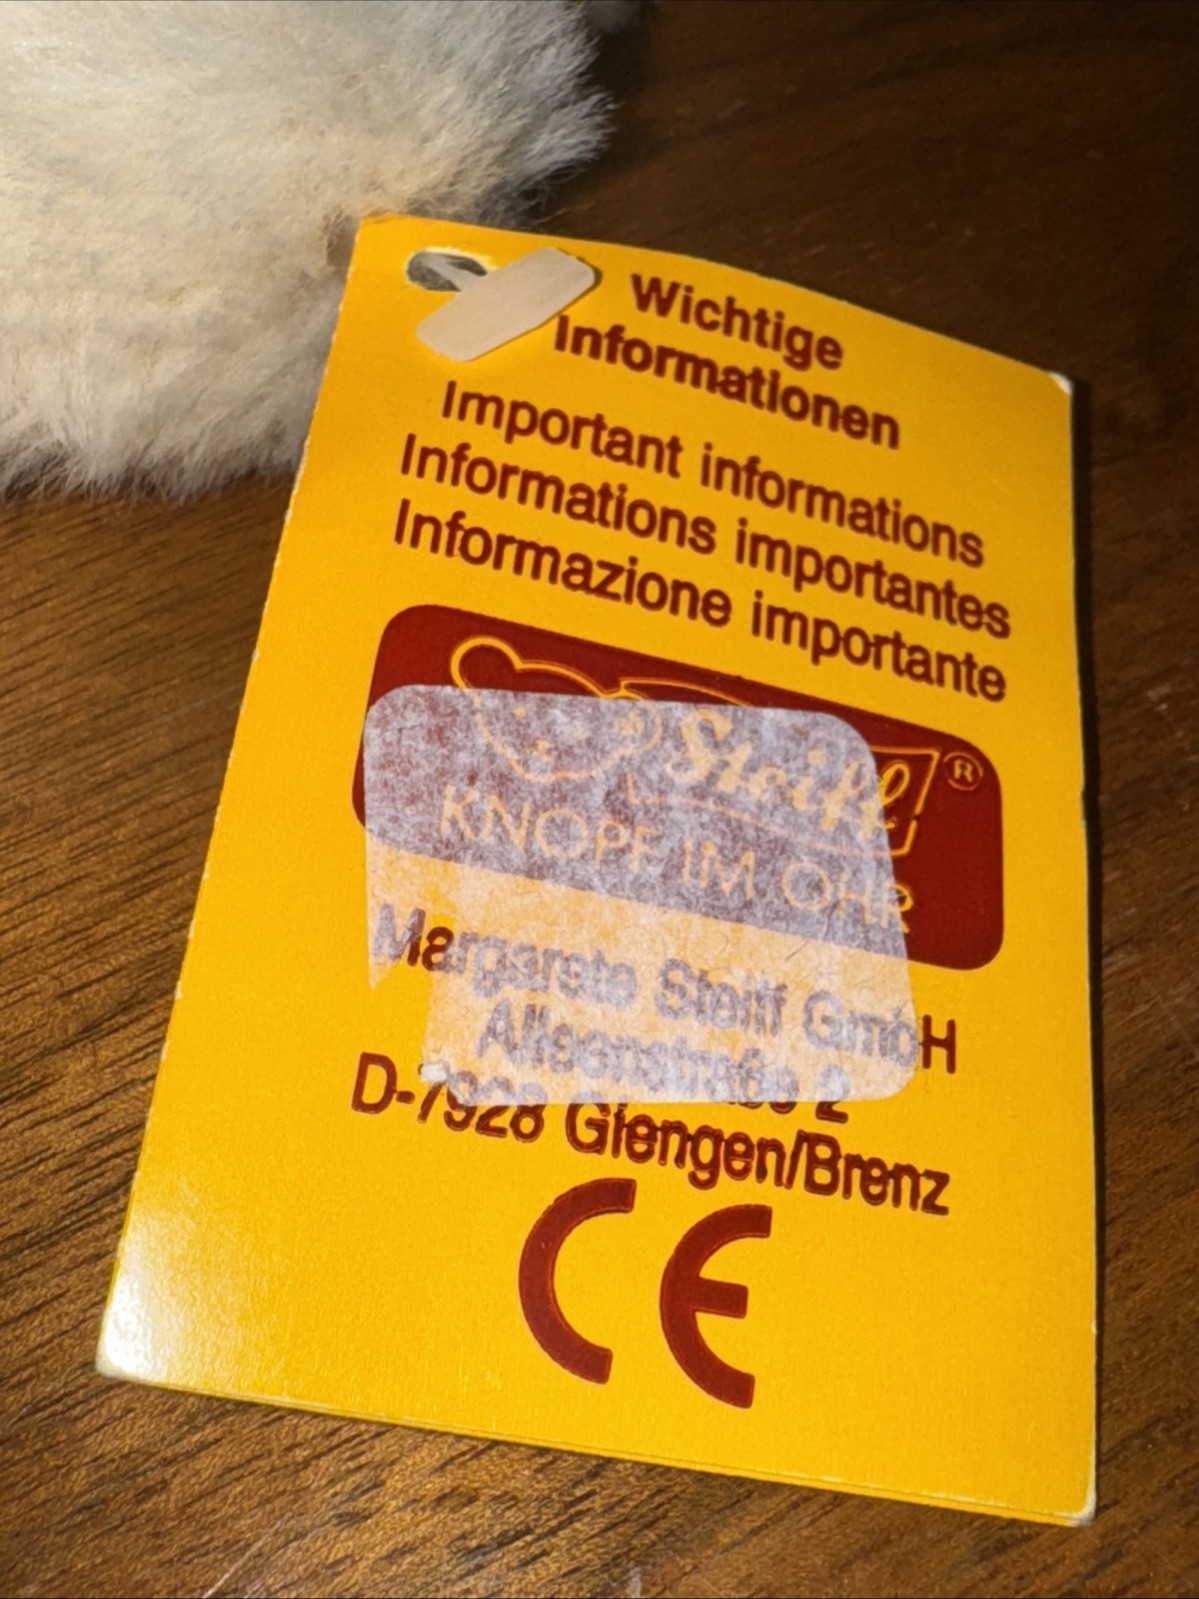 Wichtige
Informationen
Important informations
Informations importantes
Informazione importante
Steiff ®
KNOPF IM OHR
Margarete Steiff GmbH
Alleenstraße 2
D-7928 Giengen/Brenz
CE